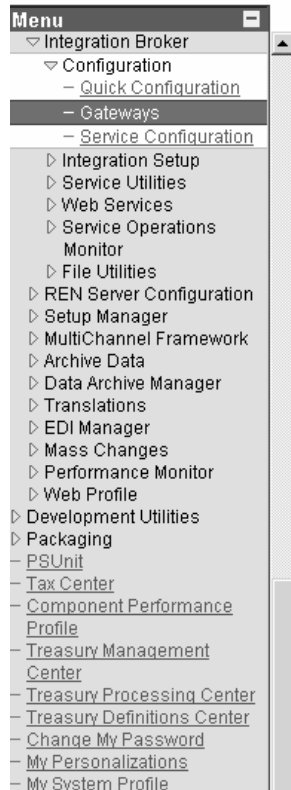 Menu
Integration Broker
Configuration
– Quick Configuration
– Gateways
– Service Configuration
Integration Setup
Service Utilities
Web Services
Service Operations
Monitor
File Utilities
REN Server Configuration
Setup Manager
MultiChannel Framework
Archive Data
Data Archive Manager
Translations
EDI Manager
Mass Changes
Performance Monitor
Web Profile
Development Utilities
Packaging
– PSUnit
– Tax Center
– Component Performance
Profile
– Treasury Management
Center
– Treasury Processing Center
– Treasury Definitions Center
– Change My Password
– My Personalizations
– My System Profile